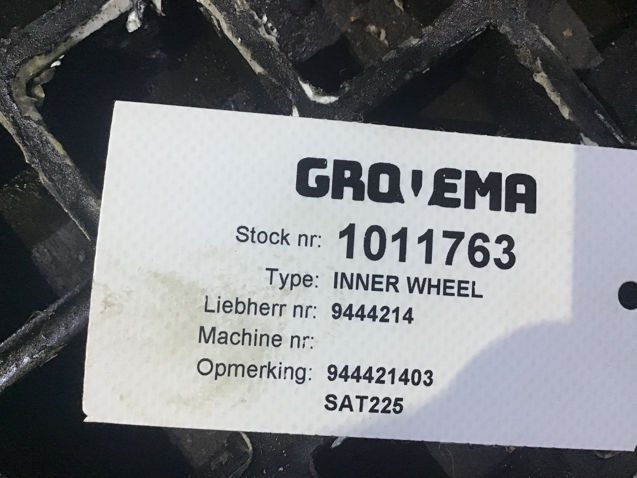 GROVEMA
Stock nr: 1011763
Type: INNER WHEEL
Liebherr nr: 9444214
Machine nr:
Opmerking: 944421403
SAT225